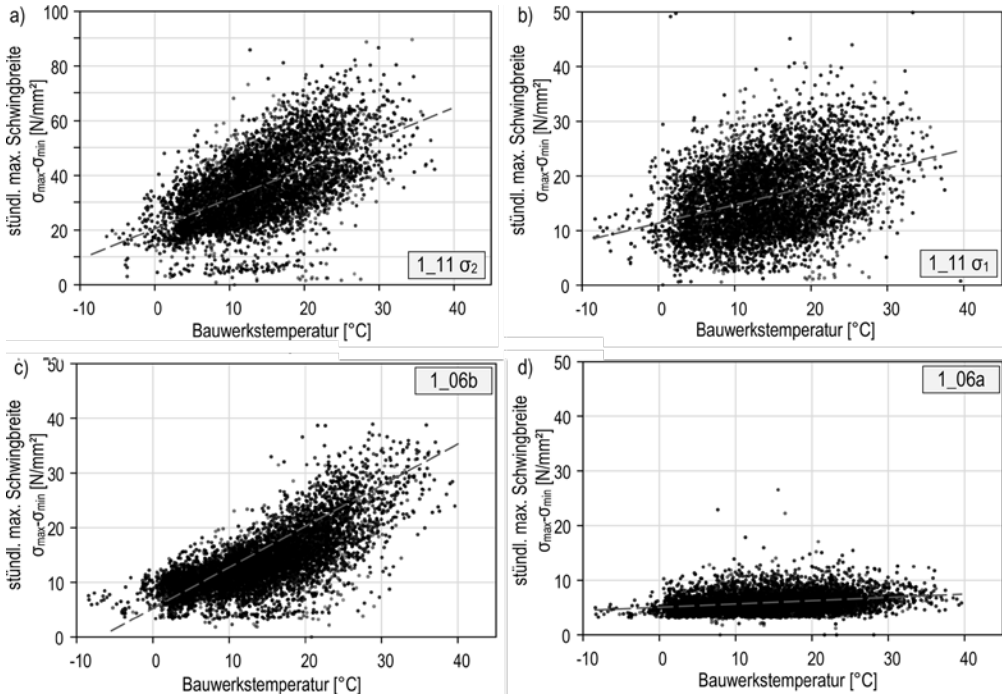 a)
100
80
60
40
20
0
stündl. max. Schwingbreite
σmax-σmin [N/mm²]
-10 0 10 20 30 40
Bauwerkstemperatur [°C]
1_11 σ2
b)
50
40
30
20
10
0
stündl. max. Schwingbreite
σmax-σmin [N/mm²]
-10 0 10 20 30 40
Bauwerkstemperatur [°C]
1_11 σ1
c)
50
40
30
20
10
0
stündl. max. Schwingbreite
σmax-σmin [N/mm²]
-10 0 10 20 30 40
Bauwerkstemperatur [°C]
1_06b
d)
50
40
30
20
10
0
stündl. max. Schwingbreite
σmax-σmin [N/mm²]
-10 0 10 20 30 40
Bauwerkstemperatur [°C]
1_06a